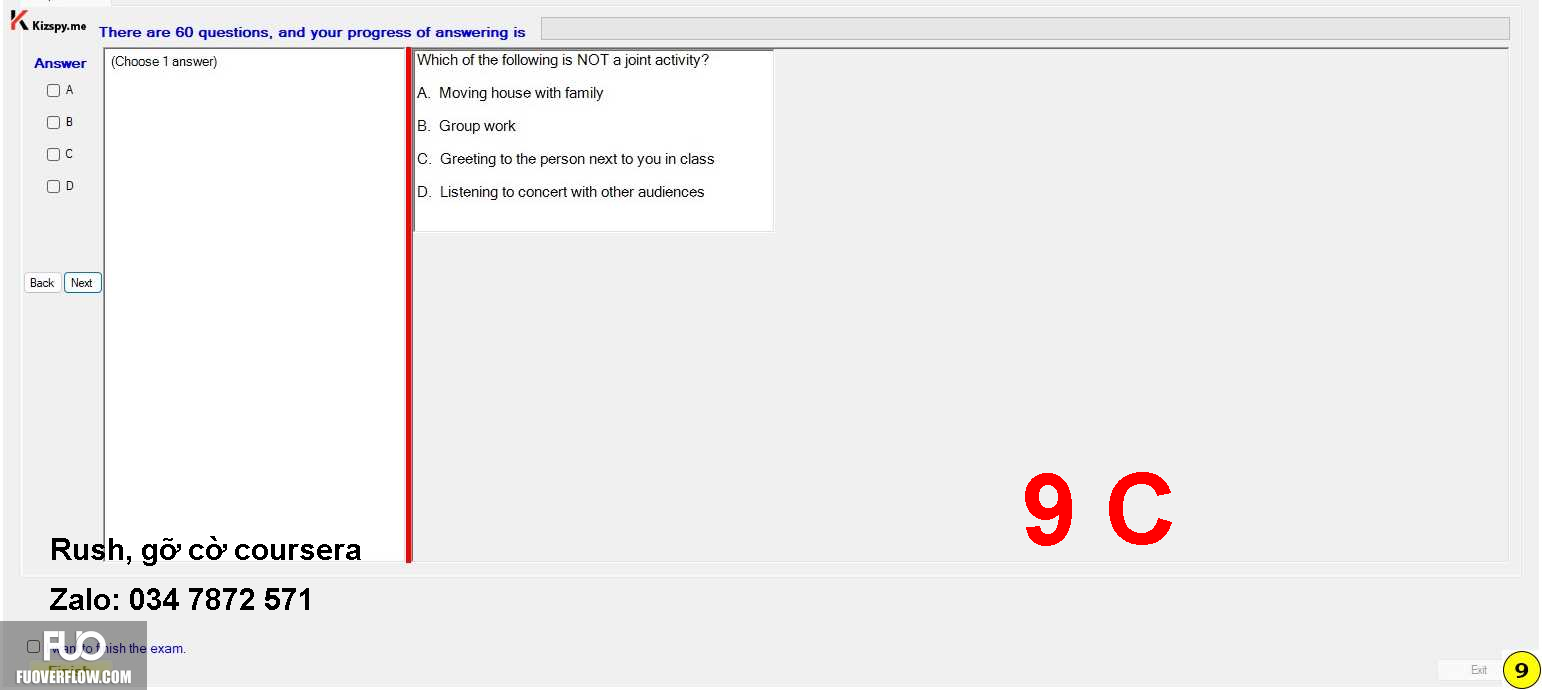 Kizspy.me
There are 60 questions, and your progress of answering is
Answer
A
B
C
D
Back
Next
(Choose 1 answer)
Which of the following is NOT a joint activity?
A. Moving house with family
B. Group work
C. Greeting to the person next to you in class
D. Listening to concert with other audiences
9 C
Rush, gỡ cờ coursera
Zalo: 034 7872 571
FUO
want to finish the exam.
Finish
FUOVERFLOW.COM
Exit
9